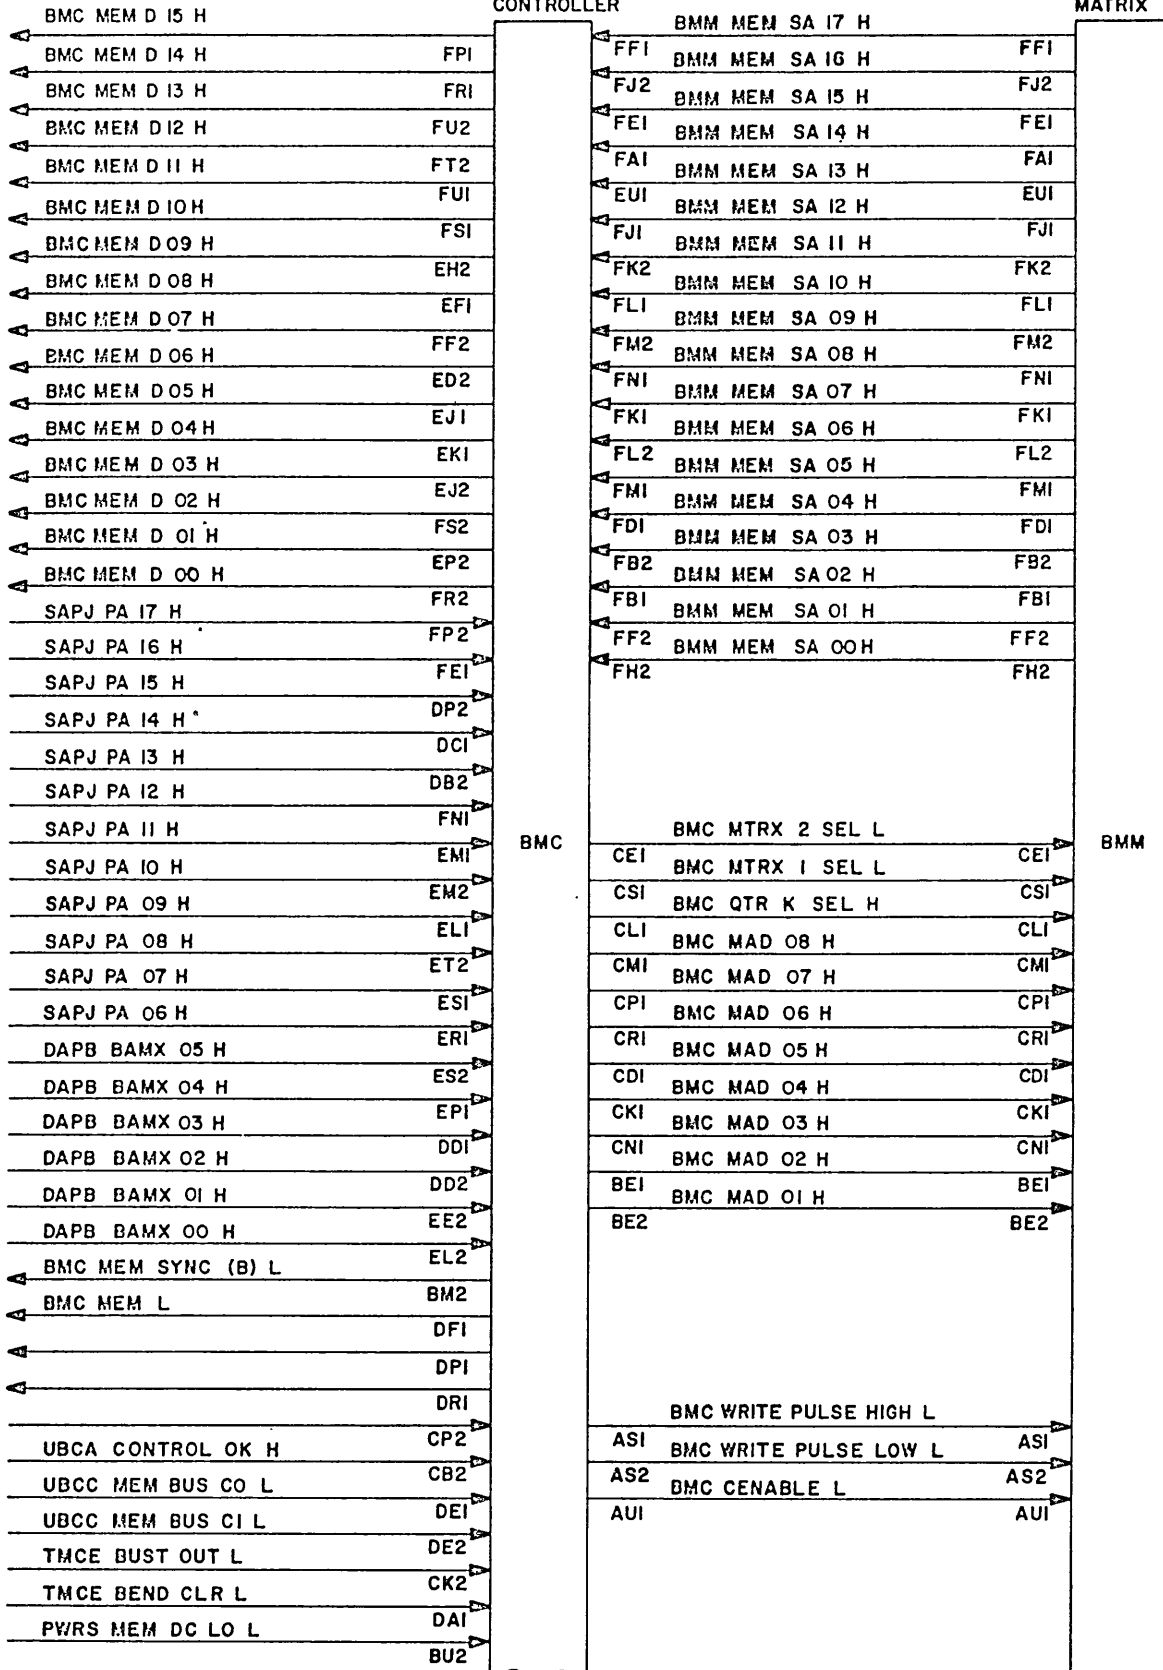 CONTROLLER
MATRIX
BMC MEM D 15 H
FP1
BMC MEM D 14 H
FR1
BMC MEM D 13 H
FU2
BMC MEM D 12 H
FT2
BMC MEM D 11 H
FU1
BMC MEM D 10 H
FS1
BMC MEM D 09 H
EH2
BMC MEM D 08 H
EF1
BMC MEM D 07 H
FF2
BMC MEM D 06 H
ED2
BMC MEM D 05 H
EJ1
BMC MEM D 04 H
EK1
BMC MEM D 03 H
EJ2
BMC MEM D 02 H
FS2
BMC MEM D 01 H
EP2
BMC MEM D 00 H
FR2
SAPJ PA 17 H
FP2
SAPJ PA 16 H
FE1
SAPJ PA 15 H
DP2
SAPJ PA 14 H
DC1
SAPJ PA 13 H
DB2
SAPJ PA 12 H
FN1
SAPJ PA 11 H
EM1
SAPJ PA 10 H
EM2
SAPJ PA 09 H
EL1
SAPJ PA 08 H
ET2
SAPJ PA 07 H
ES1
SAPJ PA 06 H
ER1
DAPB BAMX 05 H
ES2
DAPB BAMX 04 H
EP1
DAPB BAMX 03 H
DD1
DAPB BAMX 02 H
DD2
DAPB BAMX 01 H
EE2
DAPB BAMX 00 H
EL2
BMC MEM SYNC (B) L
BM2
BMC MEM L
DF1
DP1
DR1
CP2
UBCA CONTROL OK H
CB2
UBCC MEM BUS C0 L
DE1
UBCC MEM BUS C1 L
DE2
TMCE BUST OUT L
CK2
TMCE BEND CLR L
DA1
PWRS MEM DC LO L
BU2
BMC
BMM MEM SA 17 H
FF1 FF1
BMM MEM SA 16 H
FJ2 FJ2
BMM MEM SA 15 H
FE1 FE1
BMM MEM SA 14 H
FA1 FA1
BMM MEM SA 13 H
EU1 EU1
BMM MEM SA 12 H
FJ1 FJ1
BMM MEM SA 11 H
FK2 FK2
BMM MEM SA 10 H
FL1 FL1
BMM MEM SA 09 H
FM2 FM2
BMM MEM SA 08 H
FN1 FN1
BMM MEM SA 07 H
FK1 FK1
BMM MEM SA 06 H
FL2 FL2
BMM MEM SA 05 H
FM1 FM1
BMM MEM SA 04 H
FD1 FD1
BMM MEM SA 03 H
FB2 FB2
BMM MEM SA 02 H
FB1 FB1
BMM MEM SA 01 H
FF2 FF2
BMM MEM SA 00 H
FH2 FH2
BMC MTRX 2 SEL L
CE1 CE1
BMC MTRX 1 SEL L
CS1 CS1
BMC QTR K SEL H
CL1 CL1
BMC MAD 08 H
CM1 CM1
BMC MAD 07 H
CP1 CP1
BMC MAD 06 H
CR1 CR1
BMC MAD 05 H
CD1 CD1
BMC MAD 04 H
CK1 CK1
BMC MAD 03 H
CN1 CN1
BMC MAD 02 H
BE1 BE1
BMC MAD 01 H
BE2 BE2
BMC WRITE PULSE HIGH L
AS1 AS1
BMC WRITE PULSE LOW L
AS2 AS2
BMC CENABLE L
AU1 AU1
BMM